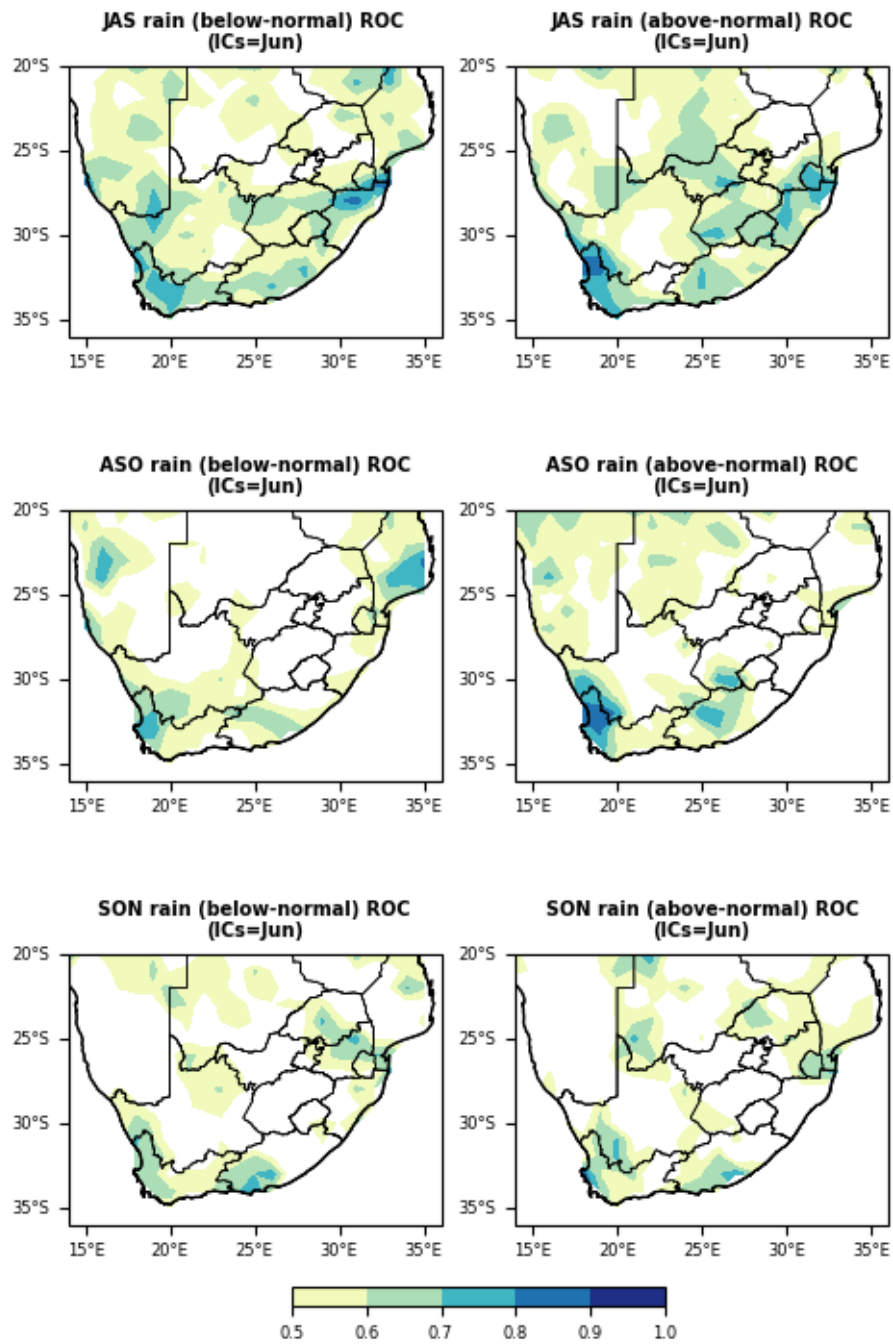 JAS rain (below-normal) ROC
(ICs=Jun)
JAS rain (above-normal) ROC
(ICs=Jun)
20°S
25°S
30°S
35°S
15°E 20°E 25°E 30°E 35°E
20°S
25°S
30°S
35°S
15°E 20°E 25°E 30°E 35°E
ASO rain (below-normal) ROC
(ICs=Jun)
ASO rain (above-normal) ROC
(ICs=Jun)
20°S
25°S
30°S
35°S
15°E 20°E 25°E 30°E 35°E
20°S
25°S
30°S
35°S
15°E 20°E 25°E 30°E 35°E
SON rain (below-normal) ROC
(ICs=Jun)
SON rain (above-normal) ROC
(ICs=Jun)
20°S
25°S
30°S
35°S
15°E 20°E 25°E 30°E 35°E
20°S
25°S
30°S
35°S
15°E 20°E 25°E 30°E 35°E
0.5 0.6 0.7 0.8 0.9 1.0